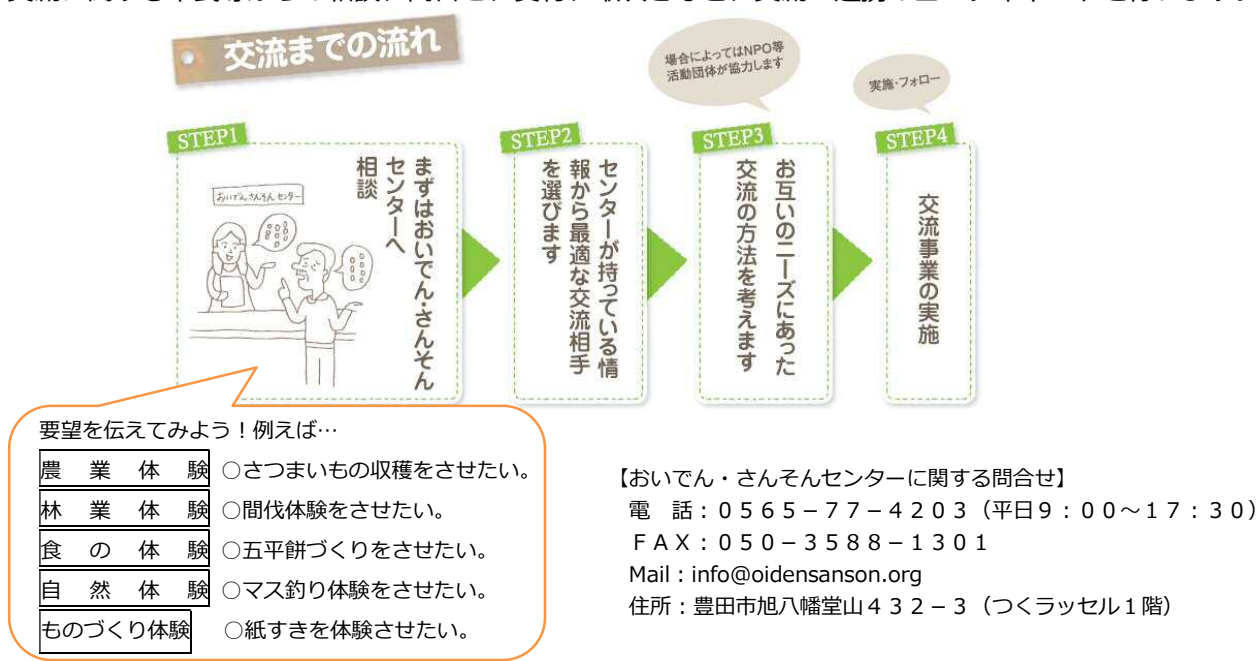 交流までの流れ
場合によってはNPO等
活動団体が協力します
実施・フォロー
STEP1
まずはおいでん・さんそん
センターへ
相談
おいでん さんそん センター
STEP2
センターが持っている情
報から最適な交流相手
を選びます
STEP3
お互いのニーズにあった
交流の方法を考えます
STEP4
交流事業の実施
要望を伝えてみよう！例えば…
農業体験 ○さつまいもの収穫をさせたい。
林業体験 ○間伐体験をさせたい。
食の体験 ○五平餅づくりをさせたい。
自然体験 ○マス釣り体験をさせたい。
ものづくり体験 ○紙すきを体験させたい。
【おいでん・さんそんセンターに関する問合せ】
電　話：０５６５－７７－４２０３（平日９：００～１７：３０）
ＦＡＸ：０５０－３５８８－１３０１
Mail：info@oidensanson.org
住所：豊田市旭八幡堂山４３２－３（つくラッセル１階）